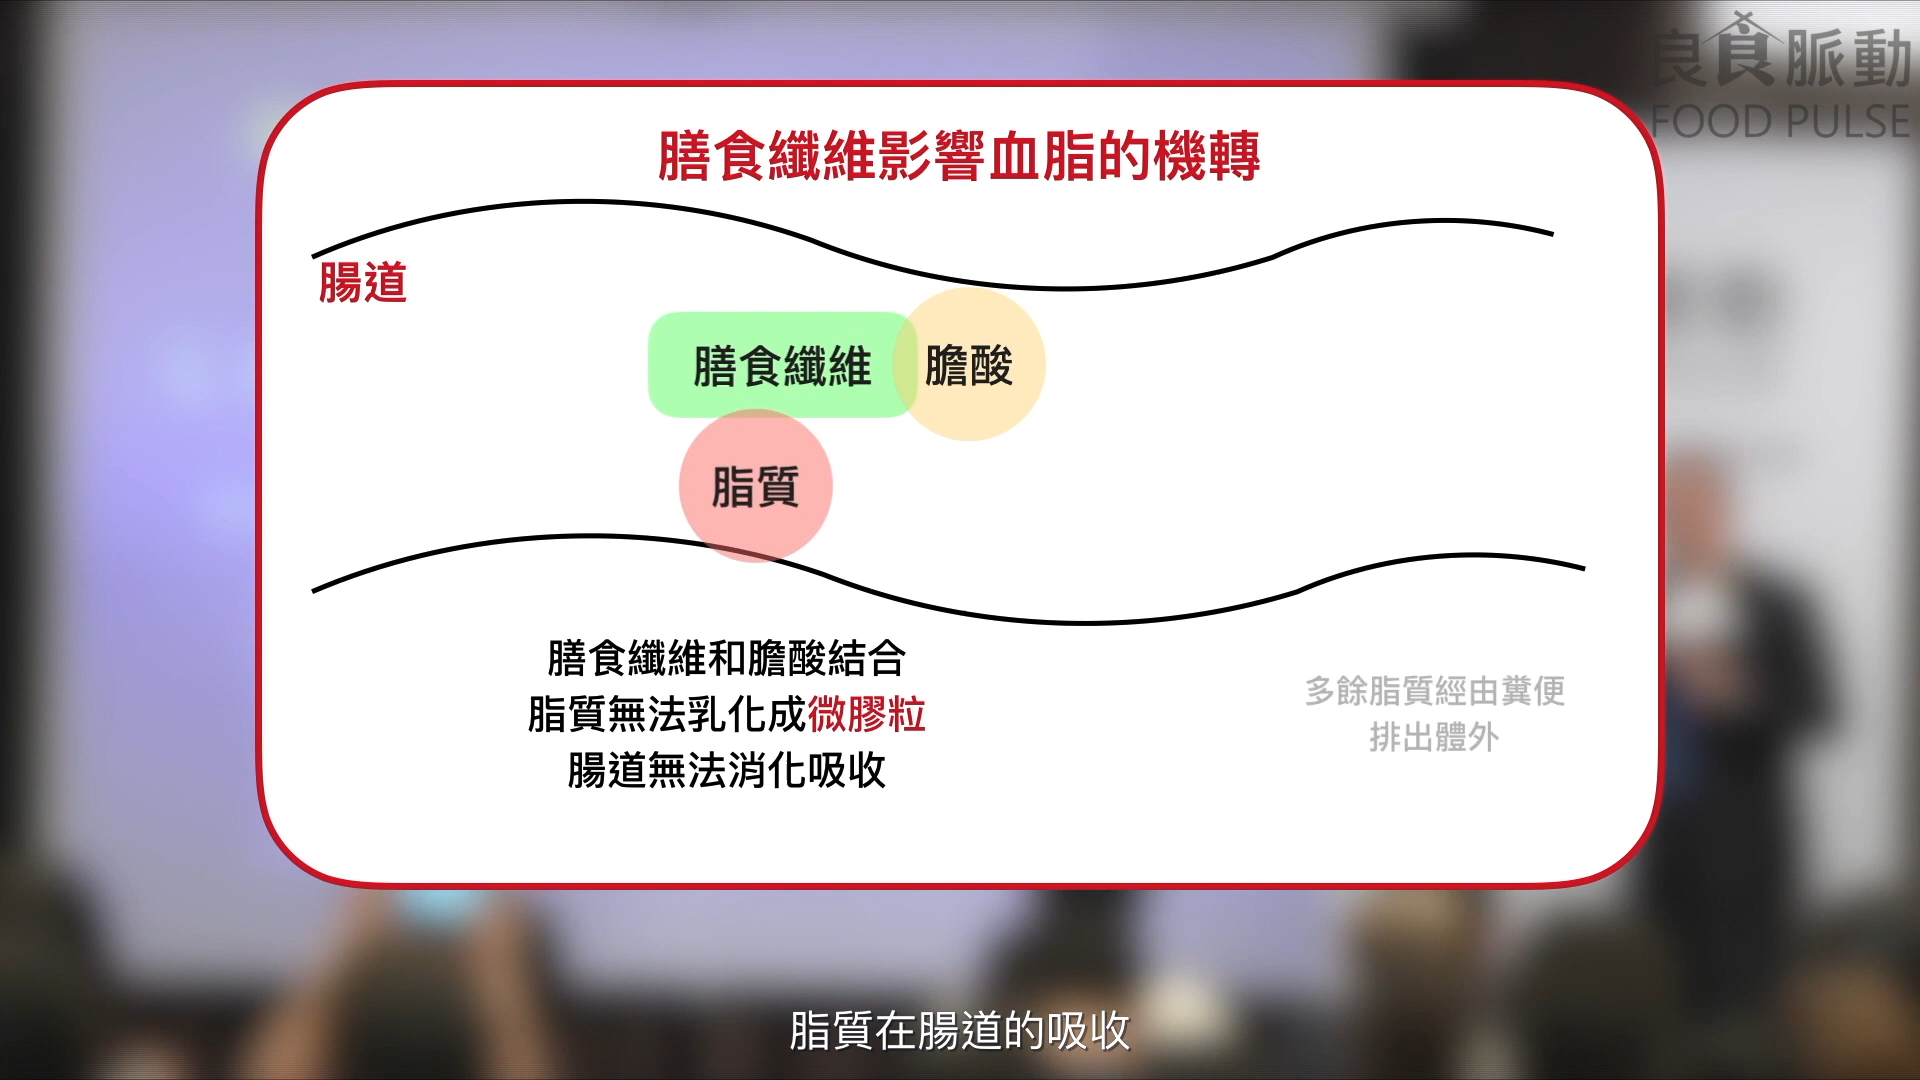 良食脈動
FOOD PULSE
膳食纖維影響血脂的機轉
腸道
膳食纖維
膽酸
脂質
膳食纖維和膽酸結合
脂質無法乳化成微膠粒
腸道無法消化吸收
多餘脂質經由糞便
排出體外
脂質在腸道的吸收